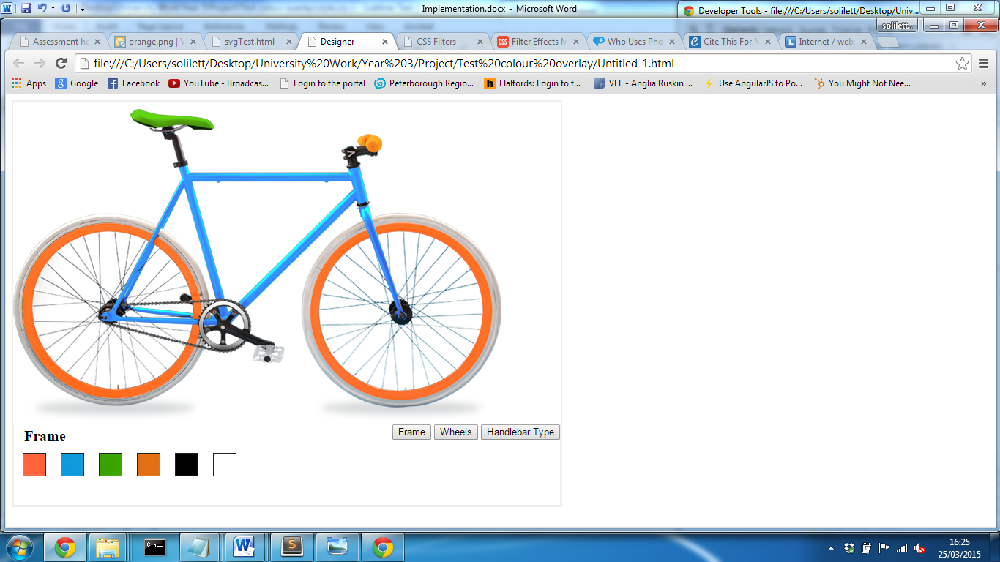 Implementation.docx - Microsoft Word
Developer Tools - file:///C:/Users/solilett/Desktop/Univ...
solilett...
Assessment ho
orange.png | W
svgTest.html
Designer
CSS Filters
Filter Effects M
Who Uses Pho
Cite This For M
Internet / webs
file:///C:/Users/solilett/Desktop/University%20Work/Year%203/Project/Test%20colour%20overlay/Untitled-1.html
Apps
Google
Facebook
YouTube - Broadcas...
Login to the portal
Peterborough Regio...
Halfords: Login to t...
VLE - Anglia Ruskin ...
Use AngularJS to Po...
You Might Not Nee...
»
Frame
Frame
Wheels
Handlebar Type
16:25
25/03/2015